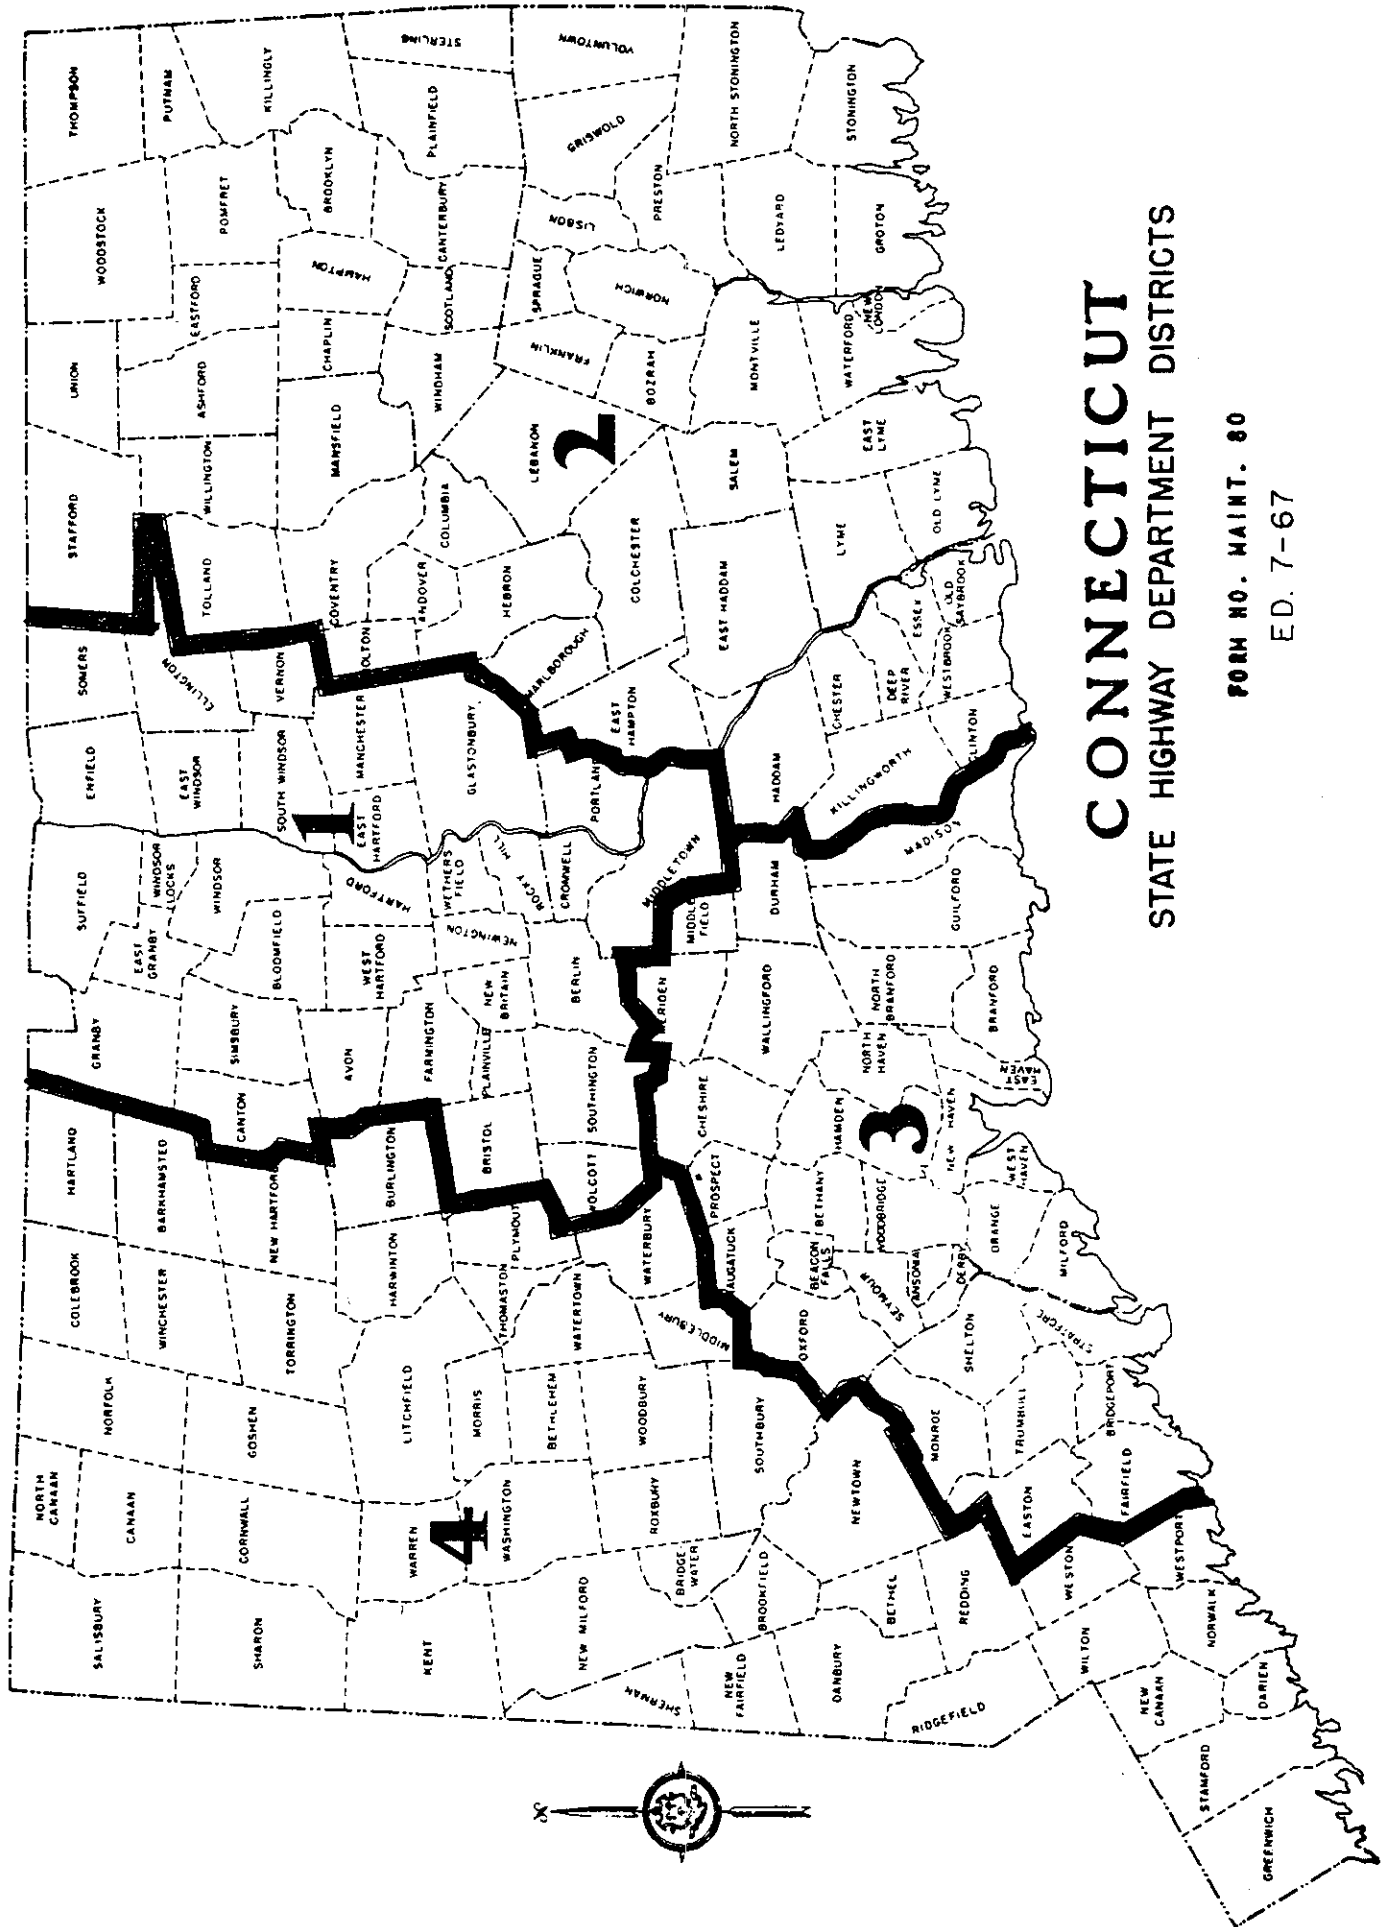 SALISBURY
NORTH
CANAAN
CANAAN
NORFOLK
COLEBROOK
HARTLAND
GRANBY
SUFFIELD
ENFIELD
SOMERS
STAFFORD
UNION
WOODSTOCK
THOMPSON
WINCHESTER
BARKHAMSTED
EAST
GRANBY
WINDSOR
LOCKS
EAST
WINDSOR
ELLINGTON
PUTNAM
SHARON
CORNWALL
GOSHEN
TORRINGTON
NEW HARTFORD
CANTON
SIMSBURY
BLOOMFIELD
WINDSOR
SOUTH WINDSOR
VERNON
TOLLAND
WILLINGTON
ASHFORD
EASTFORD
POMFRET
KILLINGLY
1
KENT
WARREN
LITCHFIELD
HARWINTON
BURLINGTON
AVON
FARMINGTON
WEST
HARTFORD
HARTFORD
EAST
HARTFORD
MANCHESTER
BOLTON
COVENTRY
ANDOVER
MANSFIELD
CHAPLIN
HAMPTON
BROOKLYN
4
WASHINGTON
MORRIS
THOMASTON
PLYMOUTH
BRISTOL
PLAINVILLE
NEW
BRITAIN
NEWINGTON
WETHERS
FIELD
ROCKY HILL
GLASTONBURY
HEBRON
COLUMBIA
WINDHAM
SCOTLAND
CANTERBURY
PLAINFIELD
STERLING
NEW MILFORD
ROXBURY
BETHLEHEM
WOODBURY
WATERTOWN
WOLCOTT
SOUTHINGTON
BERLIN
CROMWELL
PORTLAND
MARLBOROUGH
EAST
HAMPTON
COLCHESTER
LEBANON
2
FRANKLIN
SPRAGUE
LISBON
GRISWOLD
VOLUNTOWN
BOZRAH
NORWICH
PRESTON
SHERMAN
BRIDGE
WATER
MIDDLEBURY
WATERBURY
MERIDEN
MIDDLETOWN
MIDDLE
FIELD
NEW
FAIRFIELD
BROOKFIELD
SOUTHBURY
NAUGATUCK
PROSPECT
CHESHIRE
WALLINGFORD
DURHAM
HADDAM
EAST HADDAM
SALEM
MONTVILLE
LEDYARD
NORTH STONINGTON
DANBURY
BETHEL
NEWTOWN
OXFORD
BEACON
FALLS
BETHANY
HAMDEN
NORTH
HAVEN
NORTH
BRANFORD
KILLINGWORTH
CHESTER
DEEP
RIVER
ESSEX
LYME
EAST
LYME
WATERFORD
NEW
LONDON
GROTON
STONINGTON
3
RIDGEFIELD
REDDING
MONROE
SHELTON
SEYMOUR
ANSONIA
DERBY
WOODBRIDGE
NEW HAVEN
EAST
HAVEN
BRANFORD
GUILFORD
MADISON
CLINTON
WESTBROOK
OLD
SAYBROOK
OLD LYME
WILTON
WESTON
EASTON
TRUMBULL
STRATFORD
ORANGE
WEST
HAVEN
MILFORD
NEW
CANAAN
NORWALK
WESTPORT
FAIRFIELD
BRIDGEPORT
STAMFORD
DARIEN
GREENWICH
CONNECTICUT
STATE HIGHWAY DEPARTMENT DISTRICTS
FORM NO. MAINT. 80
ED. 7-67